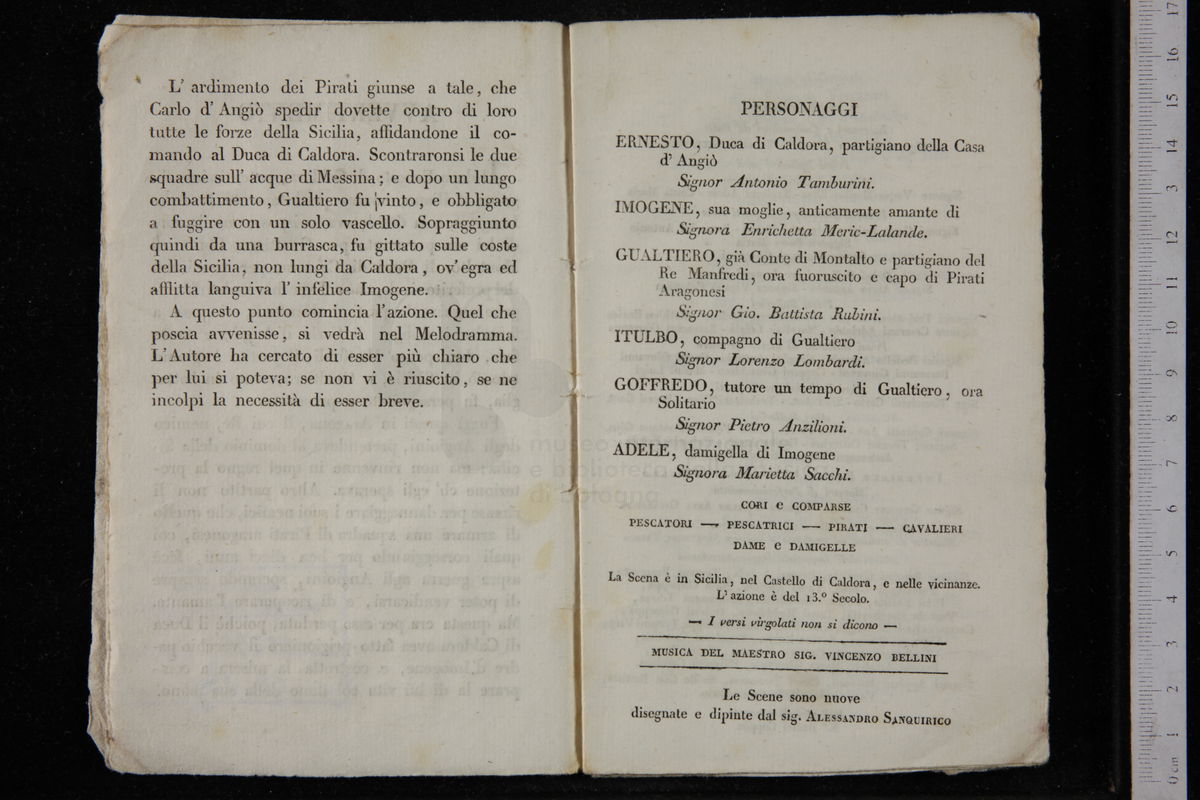 L' ardimento dei Pirati giunse a tale, che
Carlo d' Angiò spedir dovette contro di loro
tutte le forze della Sicilia, affidandone il co-
mando al Duca di Caldora. Scontraronsi le due
squadre sull' acque di Messina; e dopo un lungo
combattimento, Gualtiero fu vinto, e obbligato
a fuggire con un solo vascello. Sopraggiunto
quindi da una burrasca, fu gittato sulle coste
della Sicilia, non lungi da Caldora, ov' egra ed
afflitta languiva l' infelice Imogene.
A questo punto comincia l'azione. Quel che
poscia avvenisse, si vedrà nel Melodramma.
L'Autore ha cercato di esser più chiaro che
per lui si poteva; se non vi è riuscito, se ne
incolpi la necessità di esser breve.
PERSONAGGI
ERNESTO, Duca di Caldora, partigiano della Casa
d' Angiò
Signor Antonio Tamburini.
IMOGENE, sua moglie, anticamente amante di
Signora Enrichetta Meric-Lalande.
GUALTIERO, già Conte di Montalto e partigiano del
Re Manfredi, ora fuoruscito e capo di Pirati
Aragonesi
Signor Gio. Battista Rubini.
ITULBO, compagno di Gualtiero
Signor Lorenzo Lombardi.
GOFFREDO, tutore un tempo di Gualtiero, ora
Solitario
Signor Pietro Anzilioni.
ADELE, damigella di Imogene
Signora Marietta Sacchi.
CORI e COMPARSE
PESCATORI — PESCATRICI — PIRATI — CAVALIERI
DAME e DAMIGELLE
La Scena è in Sicilia, nel Castello di Caldora, e nelle vicinanze.
L' azione è del 13.º Secolo.
— I versi virgolati non si dicono —
MUSICA DEL MAESTRO SIG. VINCENZO BELLINI
Le Scene sono nuove
disegnate e dipinte dal sig. ALESSANDRO SANQUIRICO
museo internazionale
e biblioteca
di bologna
0 cm 1 2 3 4 5 6 7 8 9 10 11 12 3 14 15 16 17